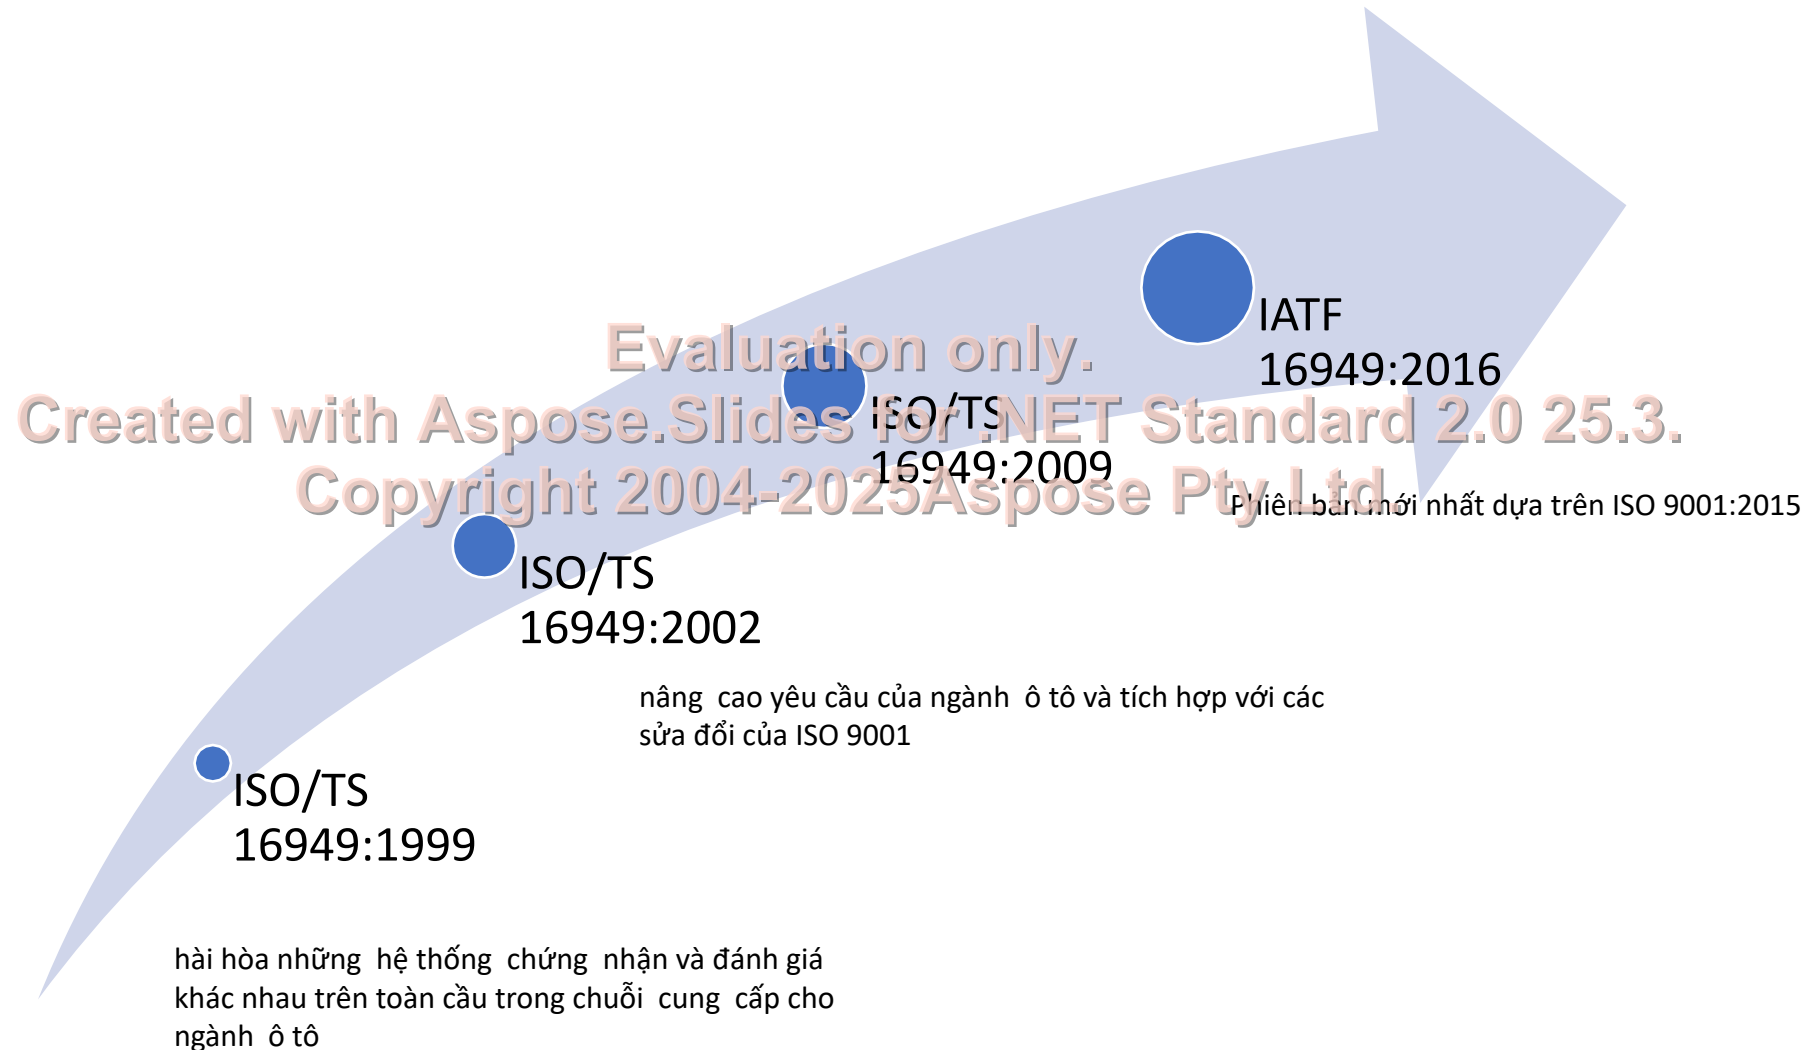 IATF
16949:2016
Evaluation only.
Created with Aspose.Slides for .NET Standard 2.0 25.3.
Copyright 2004-2025Aspose Pty Ltd.
ISO/TS
16949:2009
Phiên bản mới nhất dựa trên ISO 9001:2015
ISO/TS
16949:2002
nâng cao yêu cầu của ngành ô tô và tích hợp với các
sửa đổi của ISO 9001
ISO/TS
16949:1999
hài hòa những hệ thống chứng nhận và đánh giá
khác nhau trên toàn cầu trong chuỗi cung cấp cho
ngành ô tô